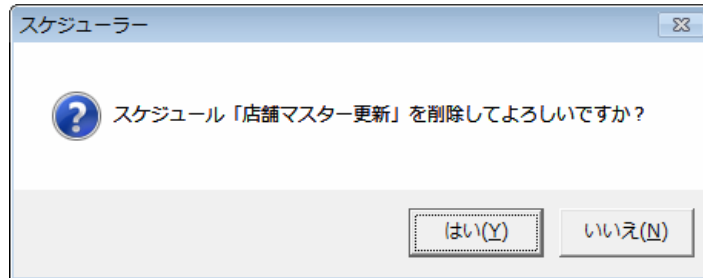 スケジューラー
スケジュール「店舗マスター更新」を削除してよろしいですか？
はい(Y)
いいえ(N)